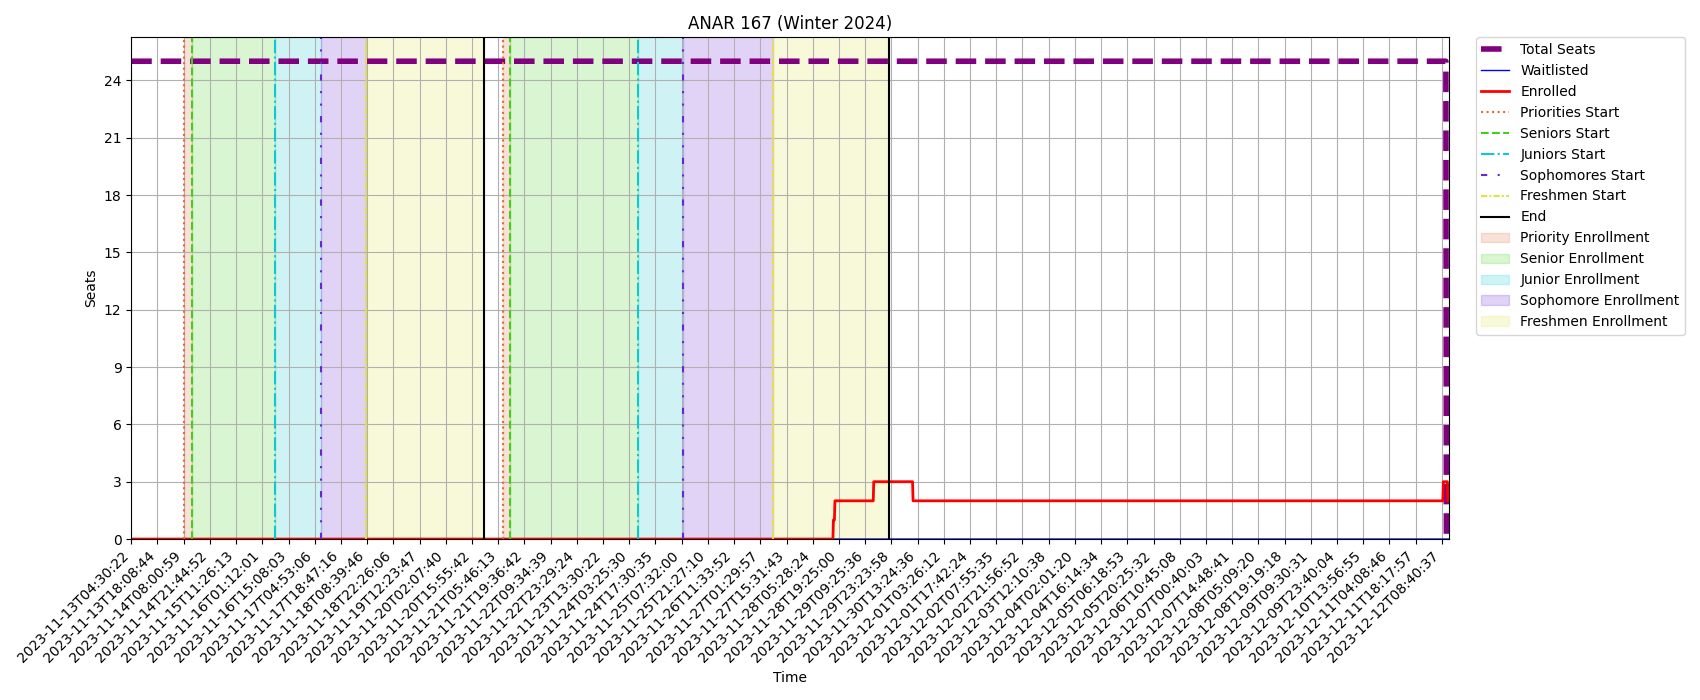 ANAR 167 (Winter 2024)
Seats
24
21
18
15
12
9
6
3
0
2023-11-13T04:30:22
2023-11-13T18:08:44
2023-11-14T08:00:59
2023-11-14T21:44:52
2023-11-15T11:26:13
2023-11-16T01:12:01
2023-11-16T15:08:03
2023-11-17T04:53:06
2023-11-17T18:47:16
2023-11-18T08:39:46
2023-11-18T22:26:06
2023-11-19T12:23:47
2023-11-20T02:07:40
2023-11-20T15:55:42
2023-11-21T05:46:13
2023-11-21T19:36:42
2023-11-22T09:34:39
2023-11-22T23:29:24
2023-11-23T13:30:22
2023-11-24T03:25:30
2023-11-24T17:30:35
2023-11-25T07:32:00
2023-11-25T21:27:10
2023-11-26T11:33:52
2023-11-27T01:29:57
2023-11-27T15:31:43
2023-11-28T05:28:24
2023-11-28T19:25:00
2023-11-29T09:25:36
2023-11-29T23:23:58
2023-11-30T13:24:36
2023-12-01T03:26:12
2023-12-01T17:42:24
2023-12-02T07:55:35
2023-12-02T21:56:52
2023-12-03T12:10:38
2023-12-04T02:01:20
2023-12-04T16:14:34
2023-12-05T06:18:53
2023-12-05T20:25:32
2023-12-06T10:45:08
2023-12-07T00:40:03
2023-12-07T14:48:41
2023-12-08T05:09:20
2023-12-08T19:19:18
2023-12-09T09:30:31
2023-12-09T23:40:04
2023-12-10T13:56:55
2023-12-11T04:08:46
2023-12-11T18:17:57
2023-12-12T08:40:37
Time
Total Seats
Waitlisted
Enrolled
Priorities Start
Seniors Start
Juniors Start
Sophomores Start
Freshmen Start
End
Priority Enrollment
Senior Enrollment
Junior Enrollment
Sophomore Enrollment
Freshmen Enrollment